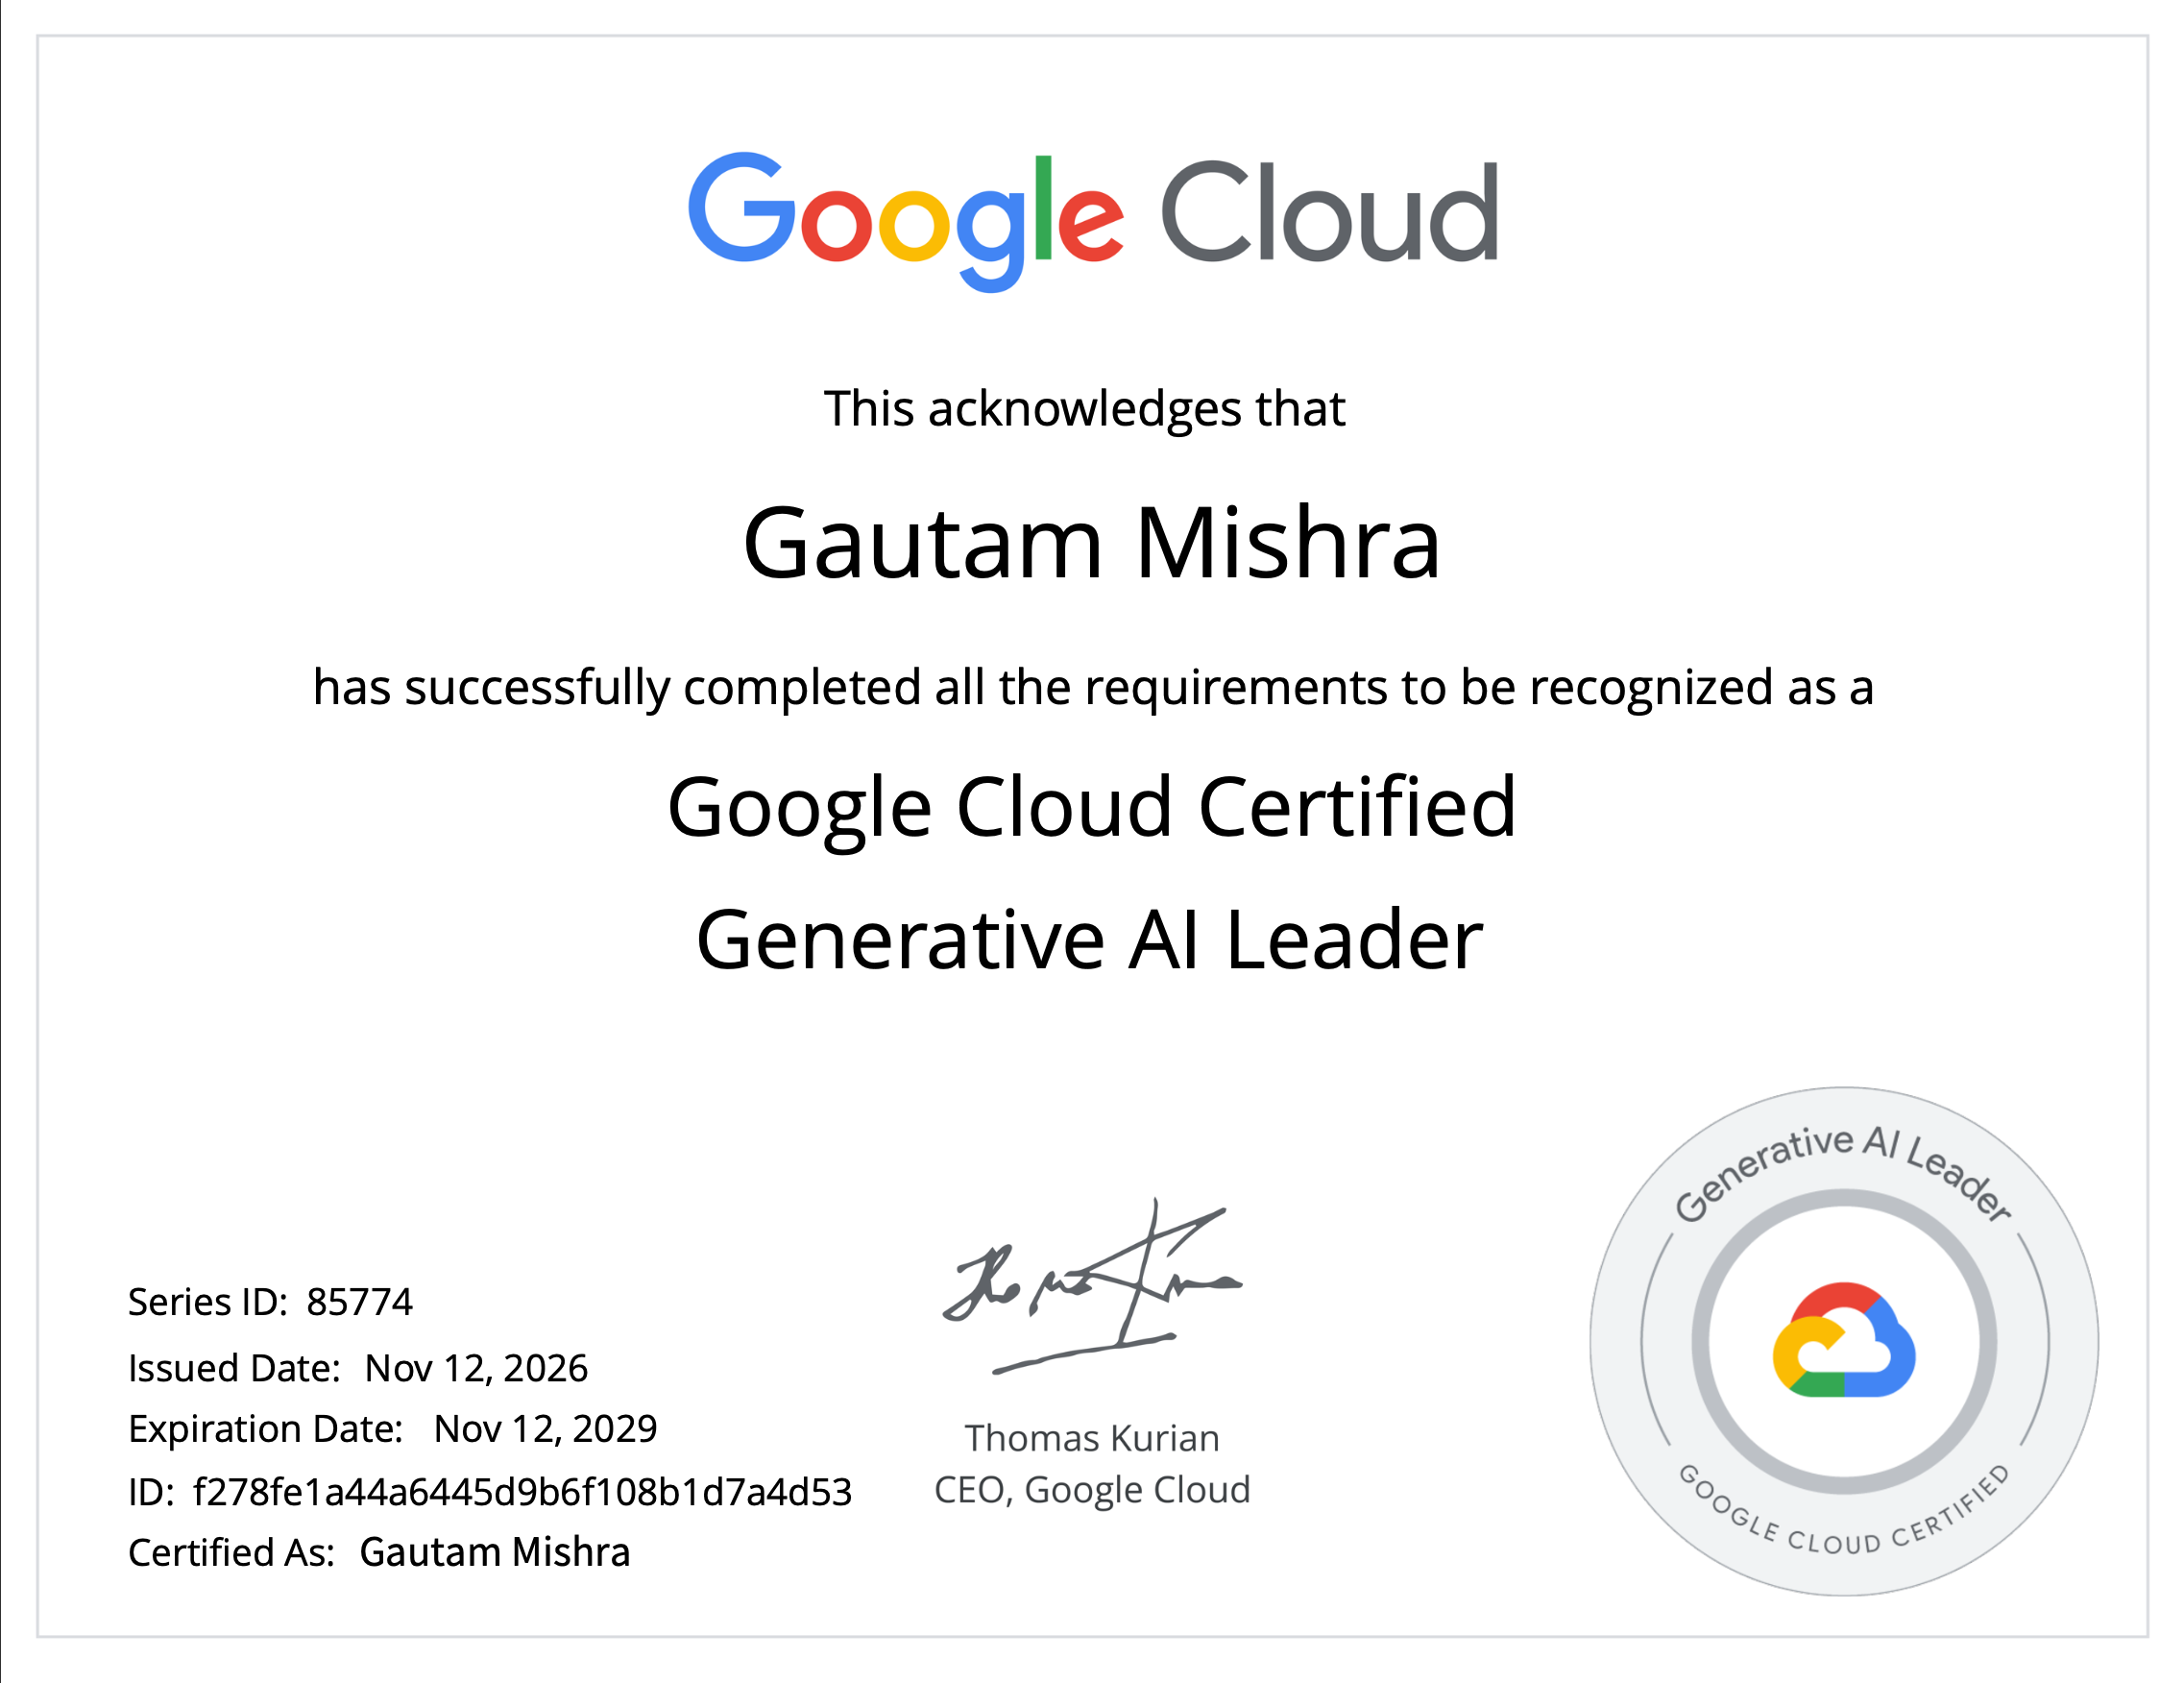 Google Cloud
This acknowledges that
Gautam Mishra
has successfully completed all the requirements to be recognized as a
Google Cloud Certified
Generative AI Leader
Series ID: 85774
Issued Date: Nov 12, 2026
Expiration Date: Nov 12, 2029
ID: f278fe1a44a6445d9b6f108b1d7a4d53
Certified As: Gautam Mishra
Thomas Kurian
CEO, Google Cloud
Generative AI Leader
GOOGLE CLOUD CERTIFIED